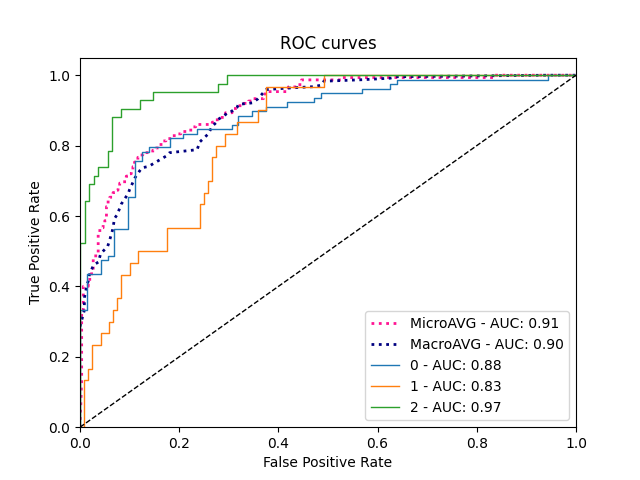 ROC curves
True Positive Rate
1.0
0.8
0.6
0.4
0.2
0.0
MicroAVG - AUC: 0.91
MacroAVG - AUC: 0.90
0 - AUC: 0.88
1 - AUC: 0.83
2 - AUC: 0.97
0.0 0.2 0.4 0.6 0.8 1.0
False Positive Rate